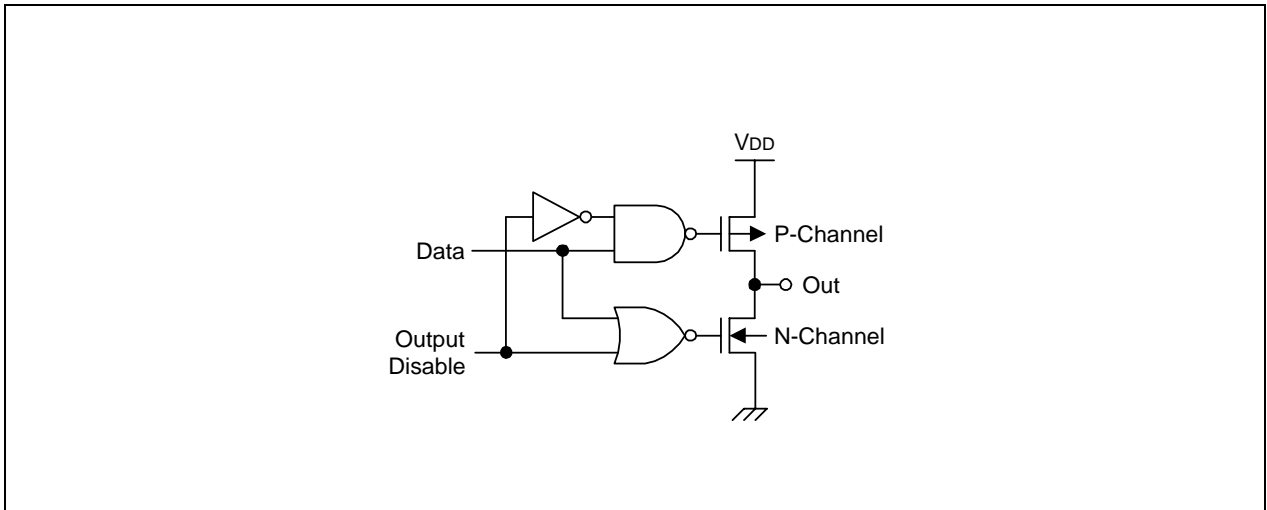 VDD
P-Channel
Data
Out
Output
Disable
N-Channel